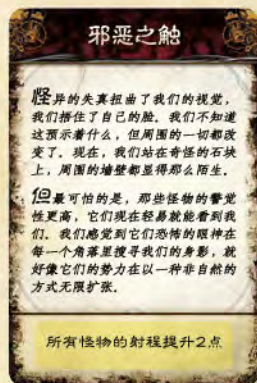 邪恶之触
怪异的失真扭曲了我们的视觉，
我们捂住了自己的脸。我们不知道
这预示着什么，但周围的一切都改
变了。现在，我们站在奇怪的石块
上，周围的墙壁都显得那么陌生。
但最可怕的是，那些怪物的警觉
性更高，它们现在轻易就能看到我
们。我们感觉到它们恐怖的眼神在
每一个角落里搜寻我们的身影，就
好像它们的势力在以一种非自然的
方式无限扩张。
所有怪物的射程提升2点